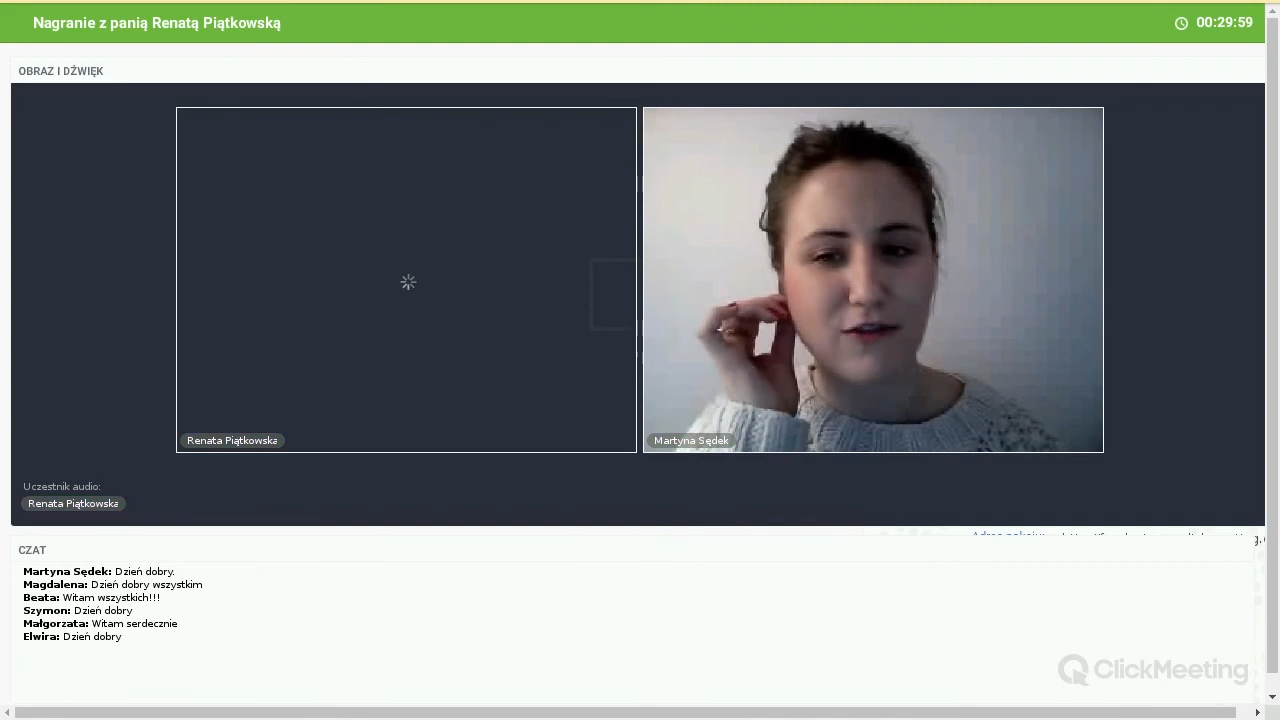 Nagranie z panią Renatą Piątkowską
00:29:59
OBRAZ I DŹWIĘK
Renata Piątkowska
Martyna Sędek
Uczestnik audio:
Renata Piątkowska
CZAT
Martyna Sędek: Dzień dobry.
Magdalena: Dzień dobry wszystkim
Beata: Witam wszystkich!!!
Szymon: Dzień dobry
Małgorzata: Witam serdecznie
Elwira: Dzień dobry
ClickMeeting